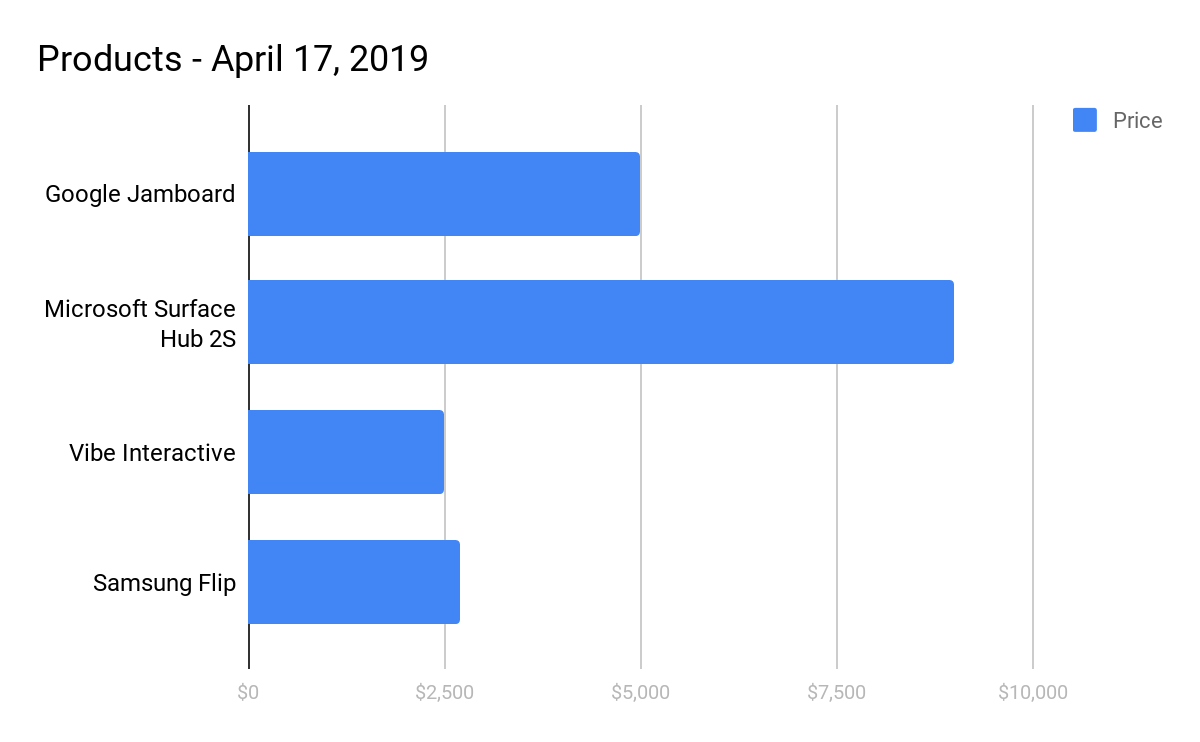 Products - April 17, 2019
Price
Google Jamboard
Microsoft Surface
Hub 2S
Vibe Interactive
Samsung Flip
$0
$2,500
$5,000
$7,500
$10,000